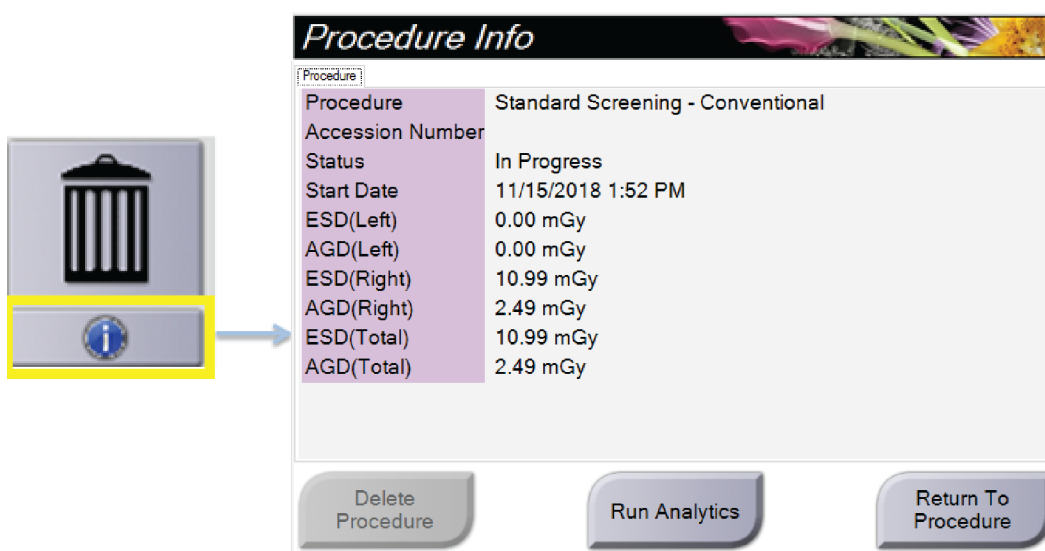 Procedure Info
Procedure
Procedure Standard Screening - Conventional
Accession Number
Status In Progress
Start Date 11/15/2018 1:52 PM
ESD(Left) 0.00 mGy
AGD(Left) 0.00 mGy
ESD(Right) 10.99 mGy
AGD(Right) 2.49 mGy
ESD(Total) 10.99 mGy
AGD(Total) 2.49 mGy
Delete
Procedure
Run Analytics
Return To
Procedure